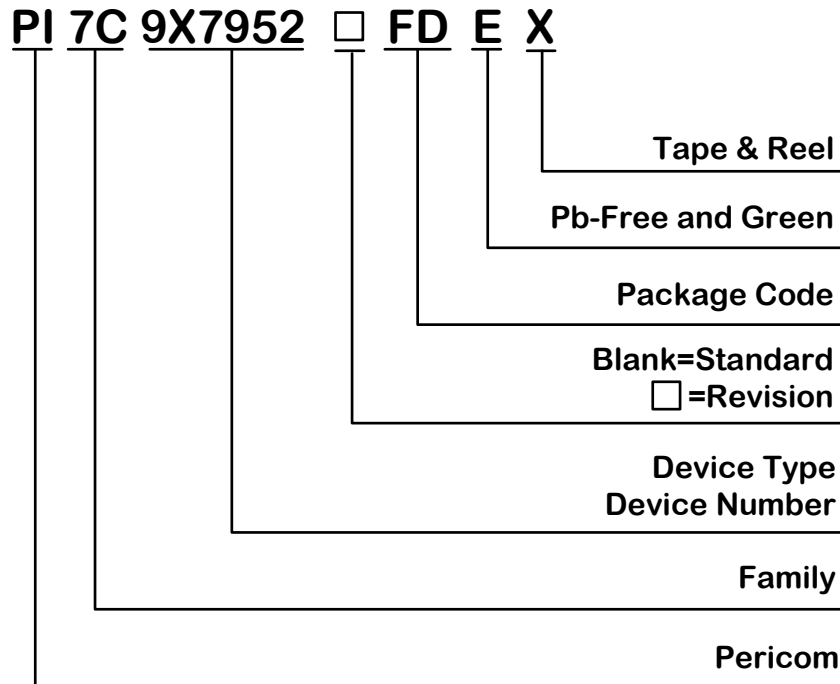 PI 7C 9X7952 □ FD E X
Tape & Reel
Pb-Free and Green
Package Code
Blank=Standard
□=Revision
Device Type
Device Number
Family
Pericom